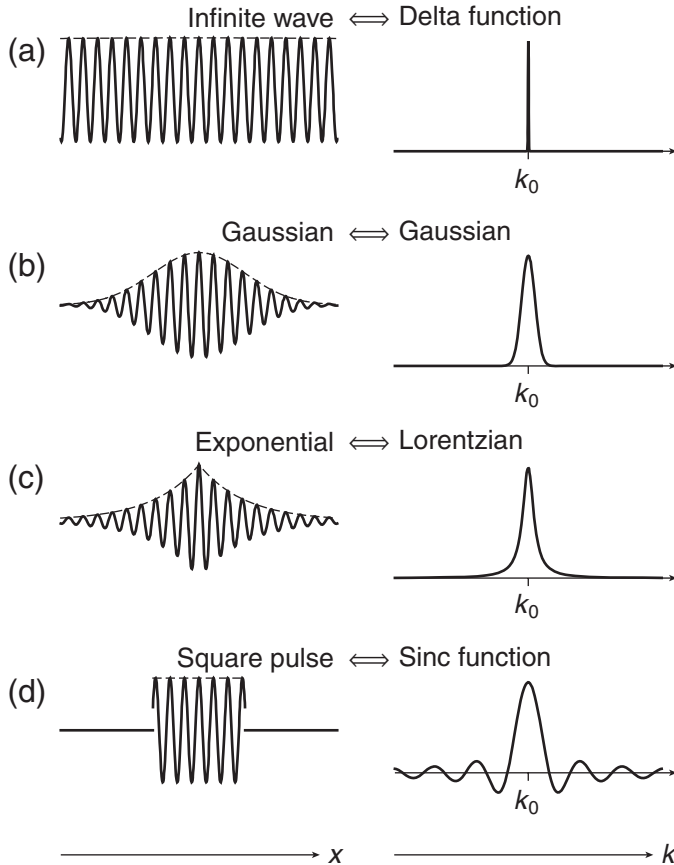 Infinite wave ⟺ Delta function
(a)
k₀
Gaussian ⟺ Gaussian
(b)
k₀
Exponential ⟺ Lorentzian
(c)
k₀
Square pulse ⟺ Sinc function
(d)
k₀
x k